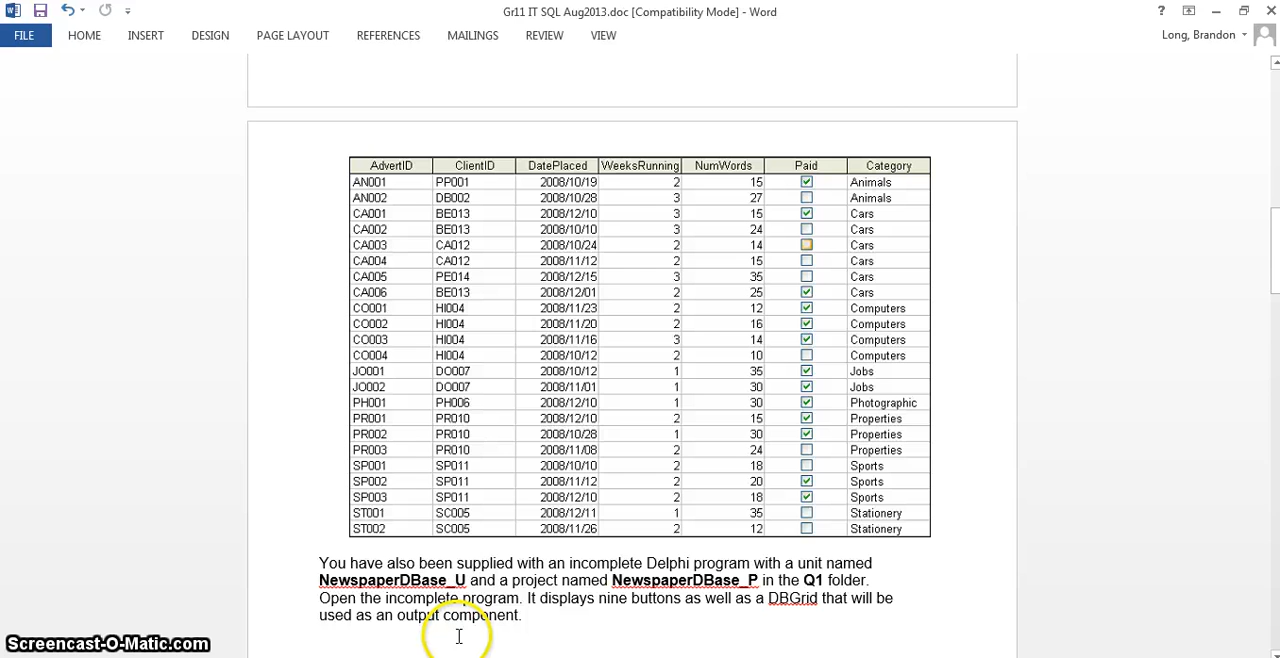 Gr11 IT SQL Aug2013.doc [Compatibility Mode] - Word
?
FILE HOME INSERT DESIGN PAGE LAYOUT REFERENCES MAILINGS REVIEW VIEW Long, Brandon
AdvertID ClientID DatePlaced WeeksRunning NumWords Paid Category
AN001 PP001 2008/10/19 2 15 Animals
AN002 DB002 2008/10/28 3 27 Animals
CA001 BE013 2008/12/10 3 15 Cars
CA002 BE013 2008/10/10 3 24 Cars
CA003 CA012 2008/10/24 2 14 Cars
CA004 CA012 2008/11/12 2 15 Cars
CA005 PE014 2008/12/15 3 35 Cars
CA006 BE013 2008/12/01 2 25 Cars
CO001 HI004 2008/11/23 2 12 Computers
CO002 HI004 2008/11/20 2 16 Computers
CO003 HI004 2008/11/16 3 14 Computers
CO004 HI004 2008/10/12 2 10 Computers
JO001 DO007 2008/10/12 1 35 Jobs
JO002 DO007 2008/11/01 1 30 Jobs
PH001 PH006 2008/12/10 1 30 Photographic
PR001 PR010 2008/12/10 2 15 Properties
PR002 PR010 2008/10/28 1 30 Properties
PR003 PR010 2008/11/08 2 24 Properties
SP001 SP011 2008/10/10 2 18 Sports
SP002 SP011 2008/11/12 2 20 Sports
SP003 SP011 2008/12/10 2 18 Sports
ST001 SC005 2008/12/11 1 35 Stationery
ST002 SC005 2008/11/26 2 12 Stationery
You have also been supplied with an incomplete Delphi program with a unit named
NewspaperDBase_U and a project named NewspaperDBase_P in the Q1 folder.
Open the incomplete program. It displays nine buttons as well as a DBGrid that will be
used as an output component.
Screencast-O-Matic.com